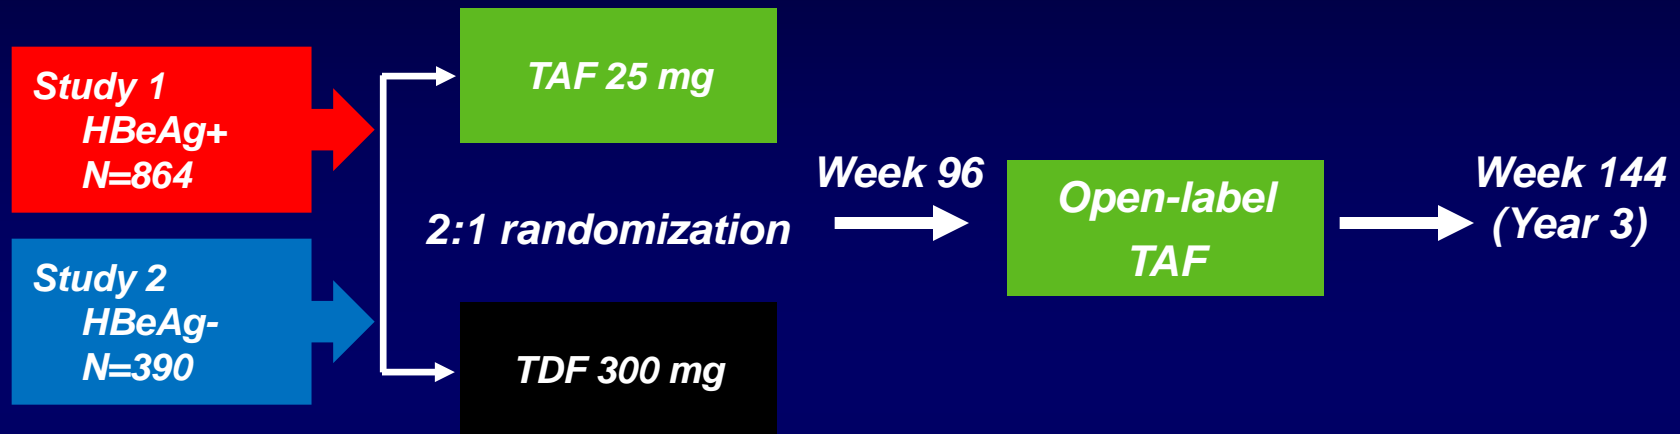 Study 1
HBeAg+
N=864
Study 2
HBeAg-
N=390
TAF 25 mg
2:1 randomization
TDF 300 mg
Week 96
Open-label
TAF
Week 144
(Year 3)